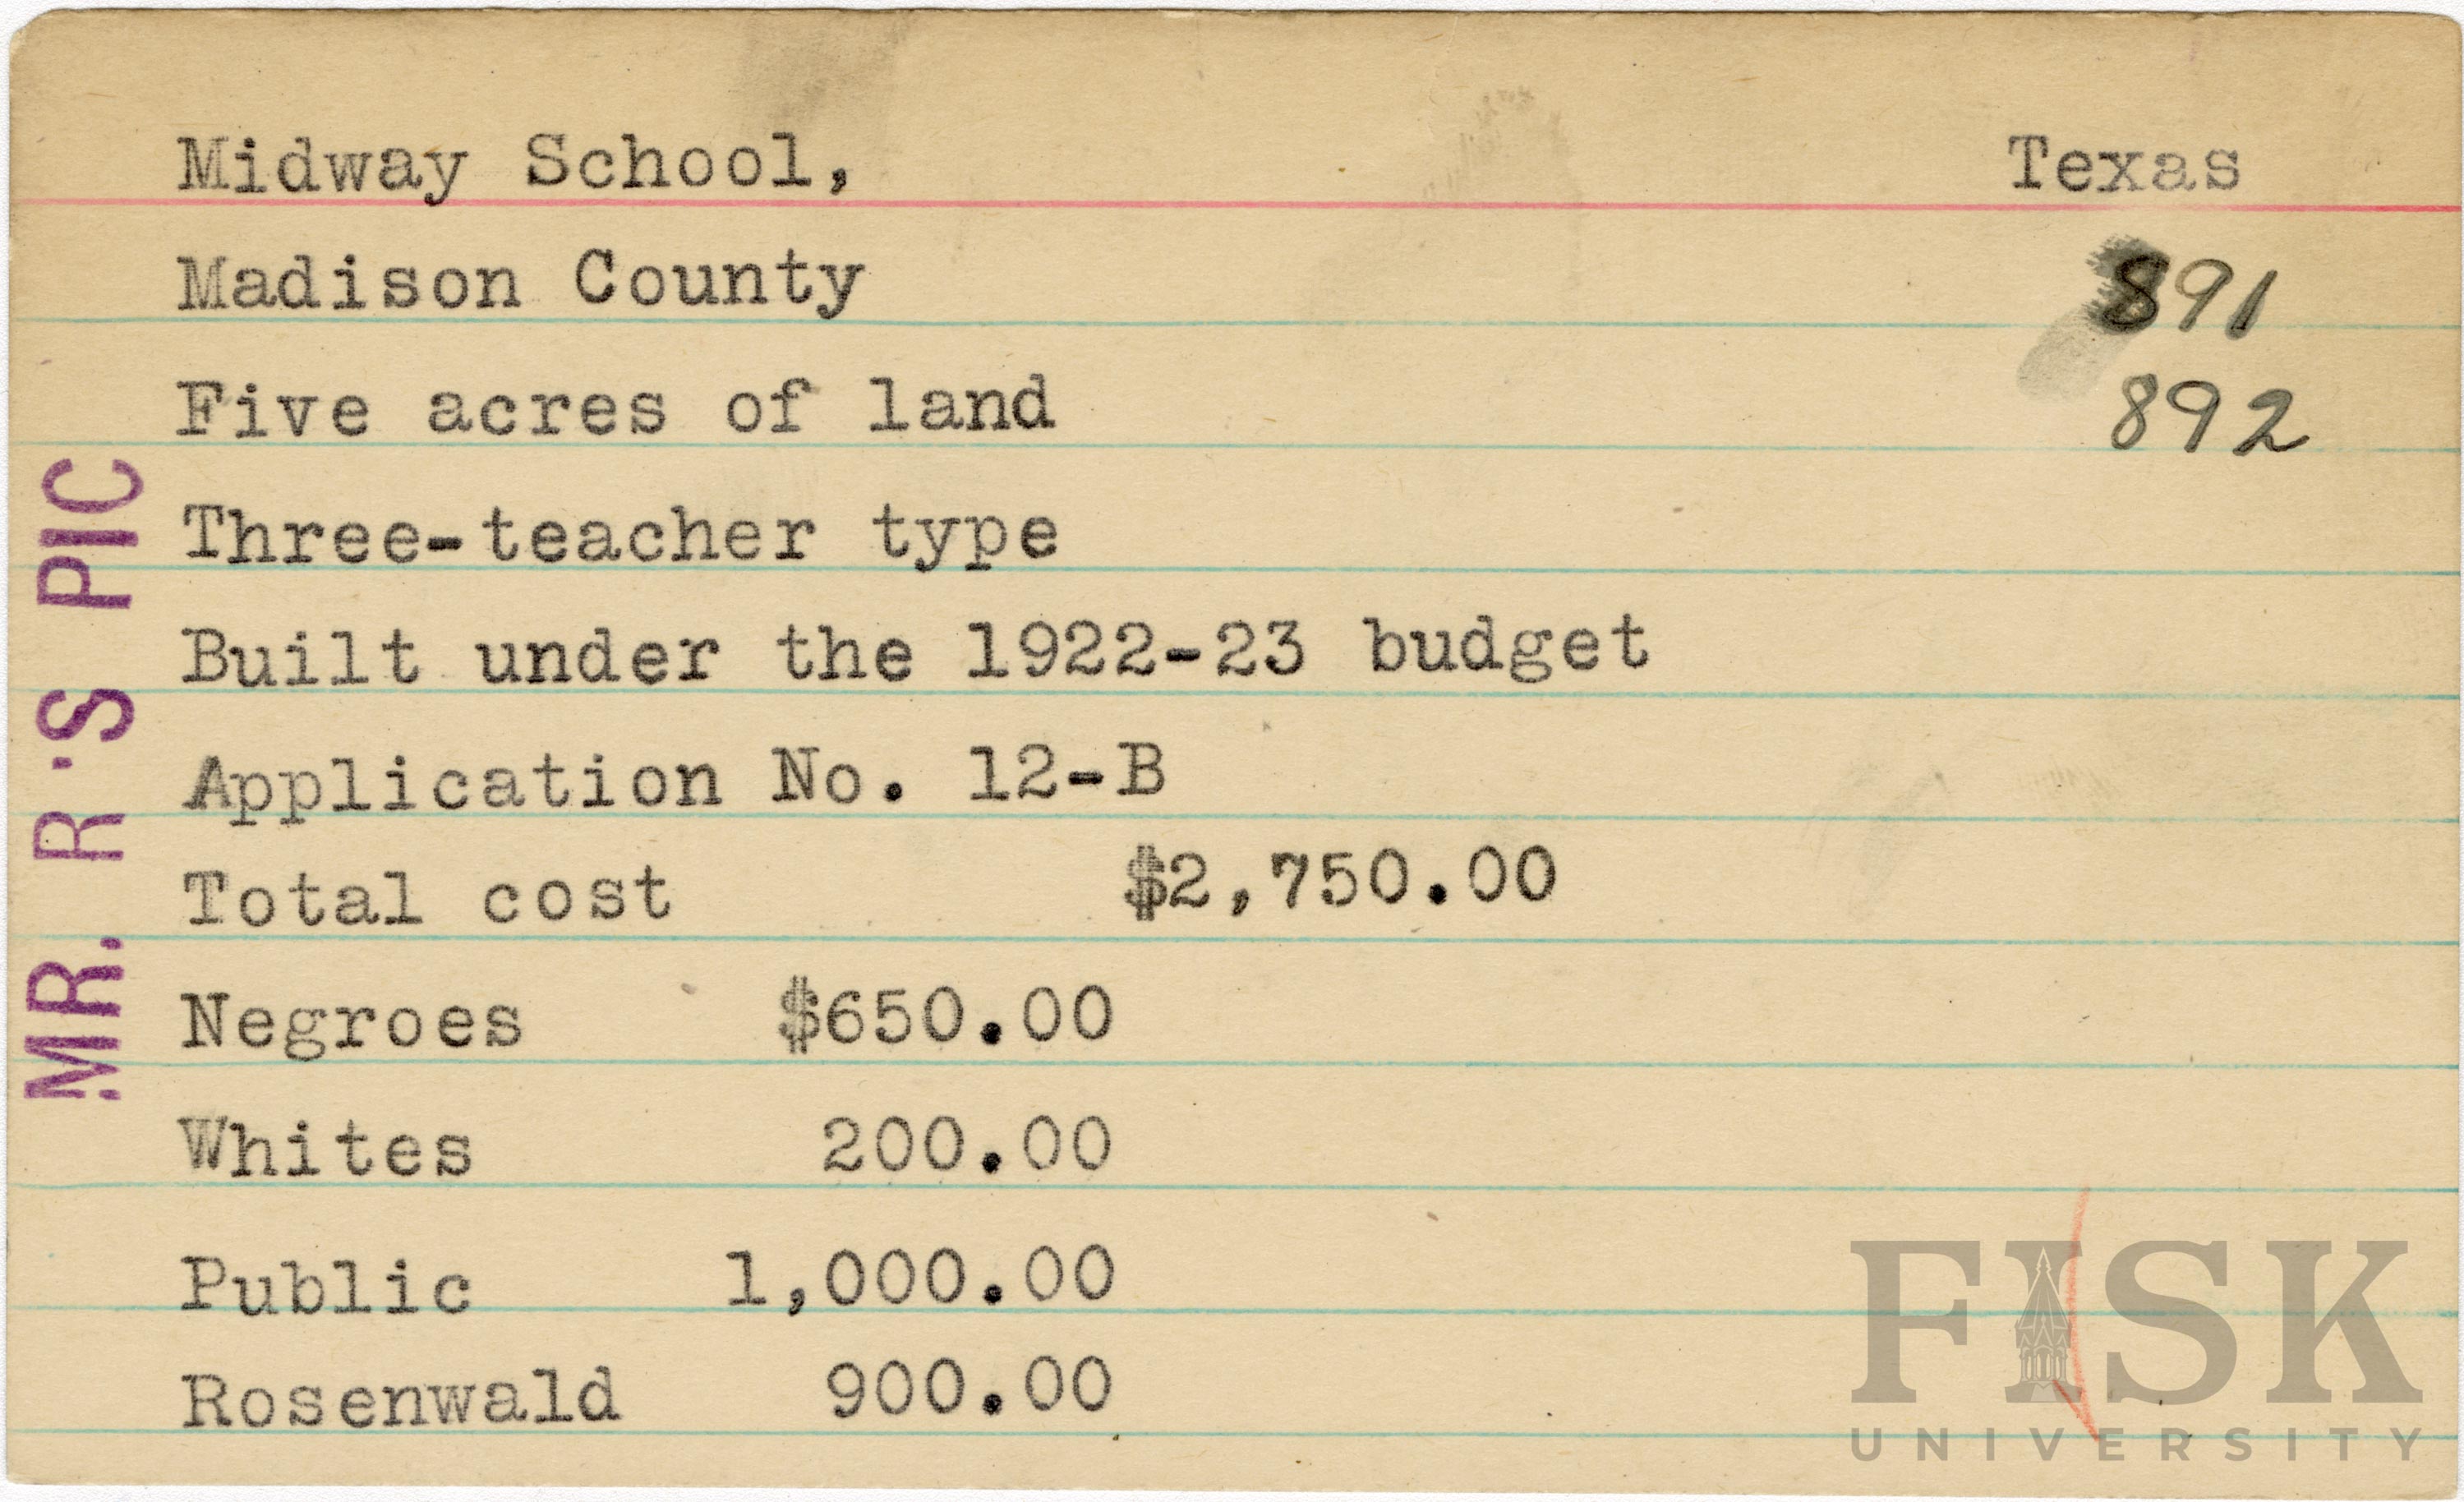 Midway School, Texas
Madison County 891
Five acres of land 892
Three-teacher type
Built under the 1922-23 budget
Application No. 12-B
Total cost $2,750.00
Negroes $650.00
Whites 200.00
Public 1,000.00
Rosenwald 900.00
MR. R'S PIC
FISK
UNIVERSITY